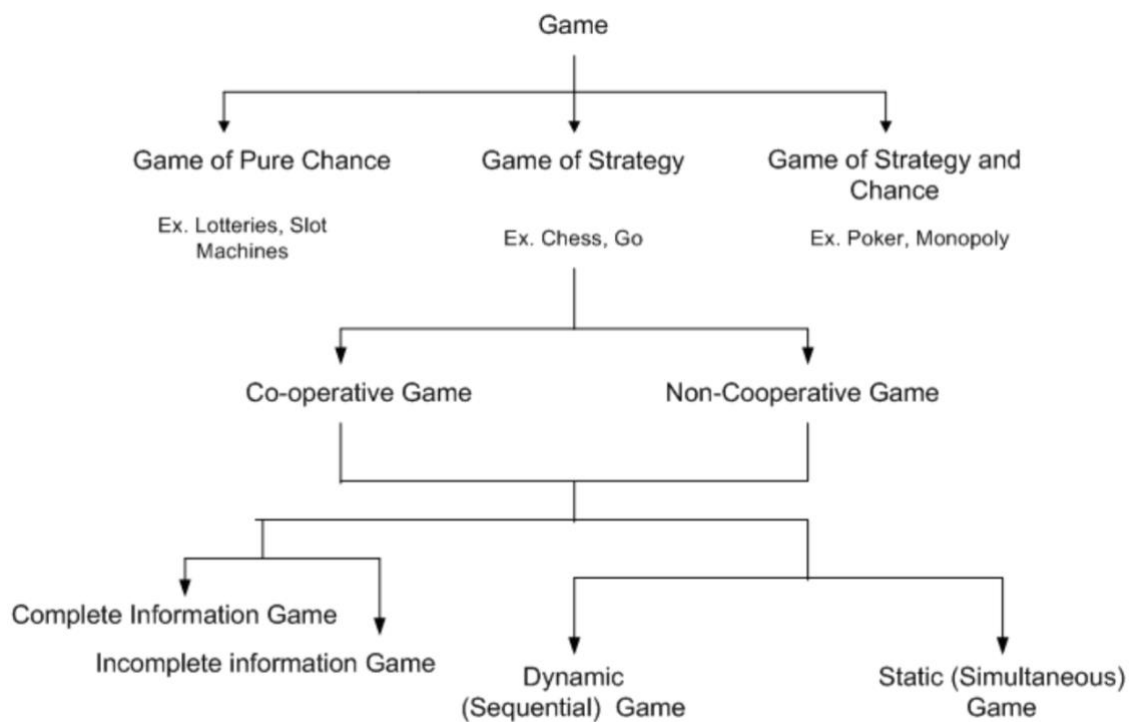 Game
Game of Pure Chance
Game of Strategy
Game of Strategy and
Chance
Ex. Lotteries, Slot
Machines
Ex. Chess, Go
Ex. Poker, Monopoly
Co-operative Game
Non-Cooperative Game
Complete Information Game
Incomplete information Game
Dynamic
(Sequential) Game
Static (Simultaneous)
Game